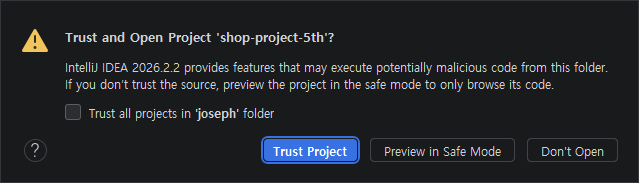 Trust and Open Project 'shop-project-5th'?
IntelliJ IDEA 2026.2.2 provides features that may execute potentially malicious code from this folder.
If you don't trust the source, preview the project in the safe mode to only browse its code.
Trust all projects in 'joseph' folder
?
Trust Project
Preview in Safe Mode
Don't Open